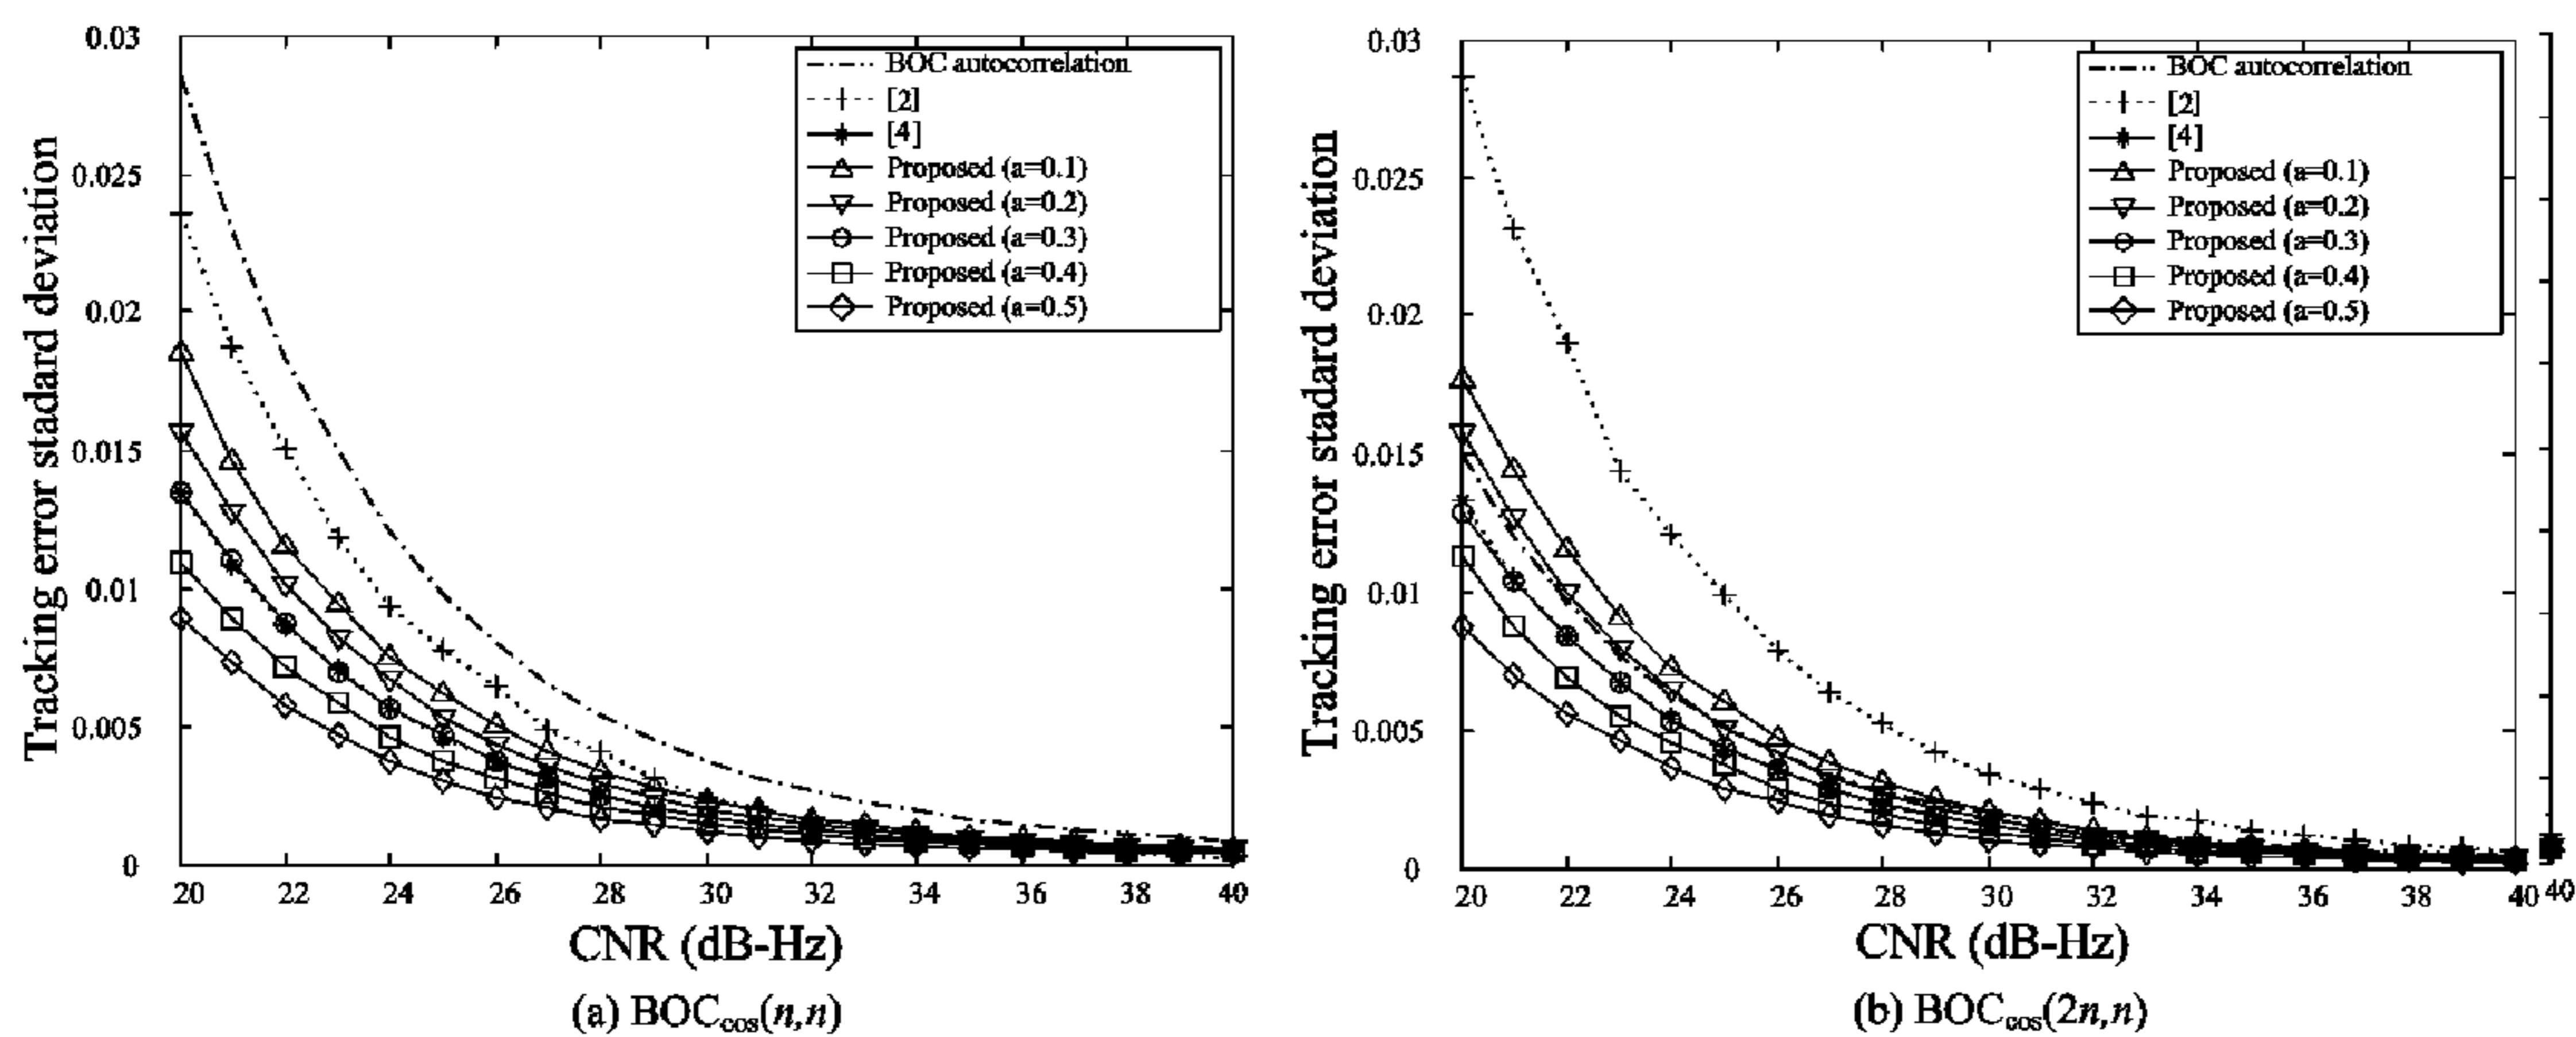 0.03
0.025
0.02
0.015
0.01
0.005
0
Tracking error stadard deviation
BOC autocorrelation
[2]
[4]
Proposed (a=0.1)
Proposed (a=0.2)
Proposed (a=0.3)
Proposed (a=0.4)
Proposed (a=0.5)
20 22 24 26 28 30 32 34 36 38 40
CNR (dB-Hz)
(a) BOCcos(n,n)
0.03
0.025
0.02
0.015
0.01
0.005
0
Tracking error stadard deviation
BOC autocorrelation
[2]
[4]
Proposed (a=0.1)
Proposed (a=0.2)
Proposed (a=0.3)
Proposed (a=0.4)
Proposed (a=0.5)
20 22 24 26 28 30 32 34 36 38 40 40
CNR (dB-Hz)
(b) BOCcos(2n,n)